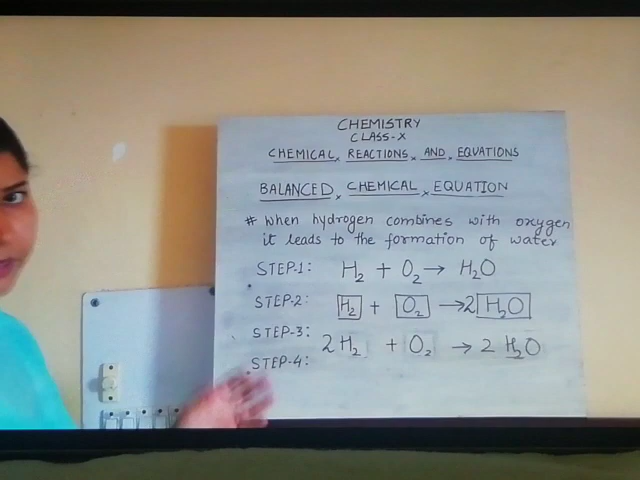 CHEMISTRY
CLASS-X
CHEMICAL REACTIONS AND EQUATIONS
BALANCED CHEMICAL EQUATION
# When hydrogen combines with oxygen
it leads to the formation of water
STEP-1: H₂ + O₂ → H₂O
STEP-2: H₂ + O₂ → 2 H₂O
STEP-3: 2 H₂ + O₂ → 2 H₂O
STEP-4: